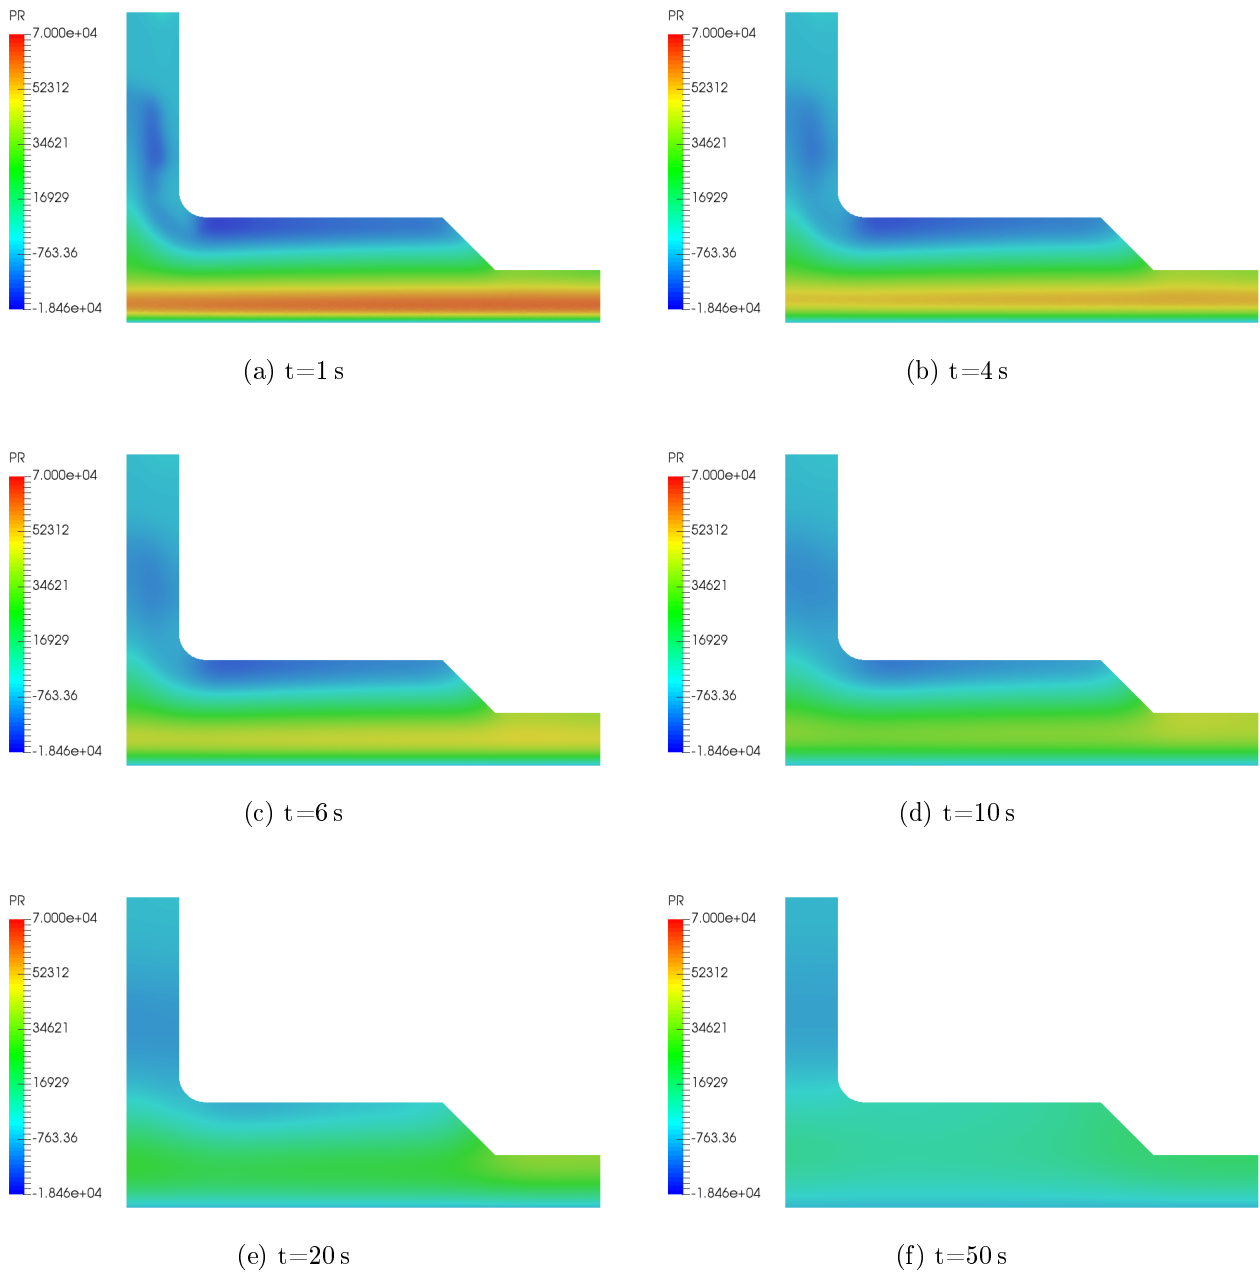 PR
7.000e+04
52312
34621
16929
-763.36
-1.846e+04
(a) t=1 s
PR
7.000e+04
52312
34621
16929
-763.36
-1.846e+04
(b) t=4 s
PR
7.000e+04
52312
34621
16929
-763.36
-1.846e+04
(c) t=6 s
PR
7.000e+04
52312
34621
16929
-763.36
-1.846e+04
(d) t=10 s
PR
7.000e+04
52312
34621
16929
-763.36
-1.846e+04
(e) t=20 s
PR
7.000e+04
52312
34621
16929
-763.36
-1.846e+04
(f) t=50 s